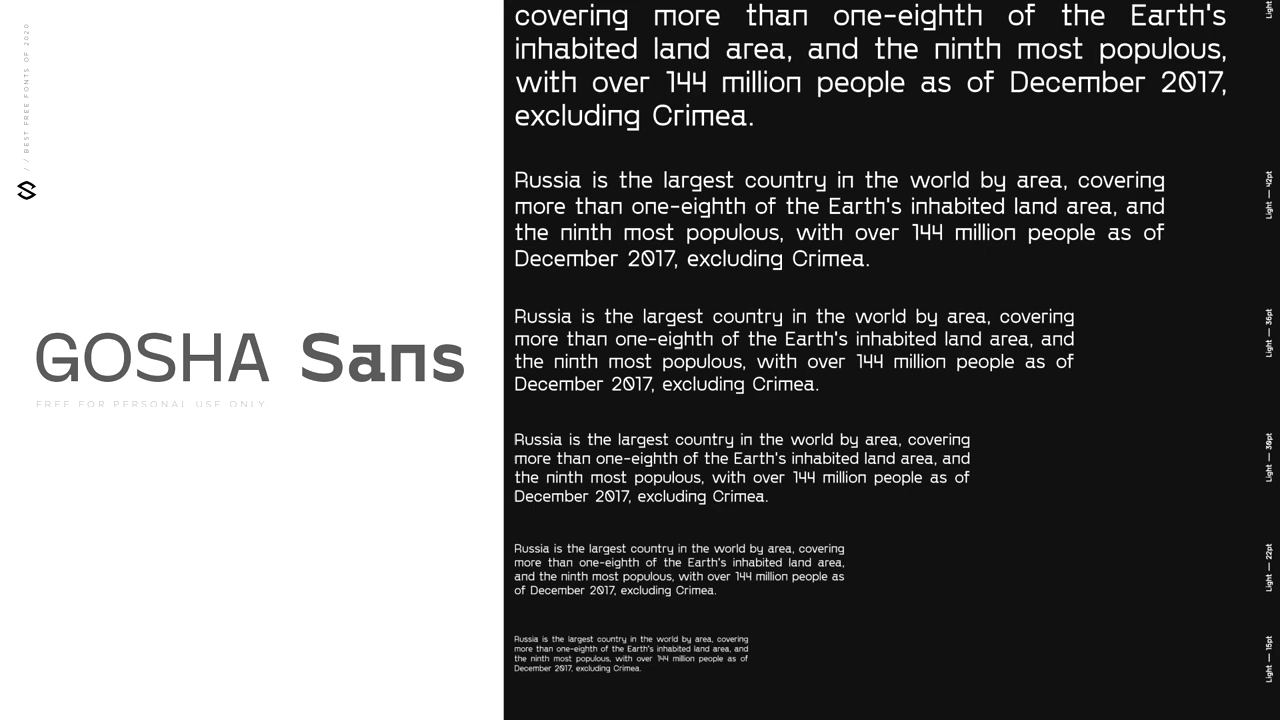 // BEST FREE FONTS OF 2020
GOSHA Sans
FREE FOR PERSONAL USE ONLY
covering more than one-eighth of the Earth's
inhabited land area, and the ninth most populous,
with over 144 million people as of December 2017,
excluding Crimea.
Light
Russia is the largest country in the world by area, covering
more than one-eighth of the Earth's inhabited land area, and
the ninth most populous, with over 144 million people as of
December 2017, excluding Crimea.
Light — 42pt
Russia is the largest country in the world by area, covering
more than one-eighth of the Earth's inhabited land area, and
the ninth most populous, with over 144 million people as of
December 2017, excluding Crimea.
Light — 36pt
Russia is the largest country in the world by area, covering
more than one-eighth of the Earth's inhabited land area, and
the ninth most populous, with over 144 million people as of
December 2017, excluding Crimea.
Light — 30pt
Russia is the largest country in the world by area, covering
more than one-eighth of the Earth's inhabited land area,
and the ninth most populous, with over 144 million people as
of December 2017, excluding Crimea.
Light — 22pt
Russia is the largest country in the world by area, covering
more than one-eighth of the Earth's inhabited land area, and
the ninth most populous, with over 144 million people as of
December 2017, excluding Crimea.
Light — 15pt